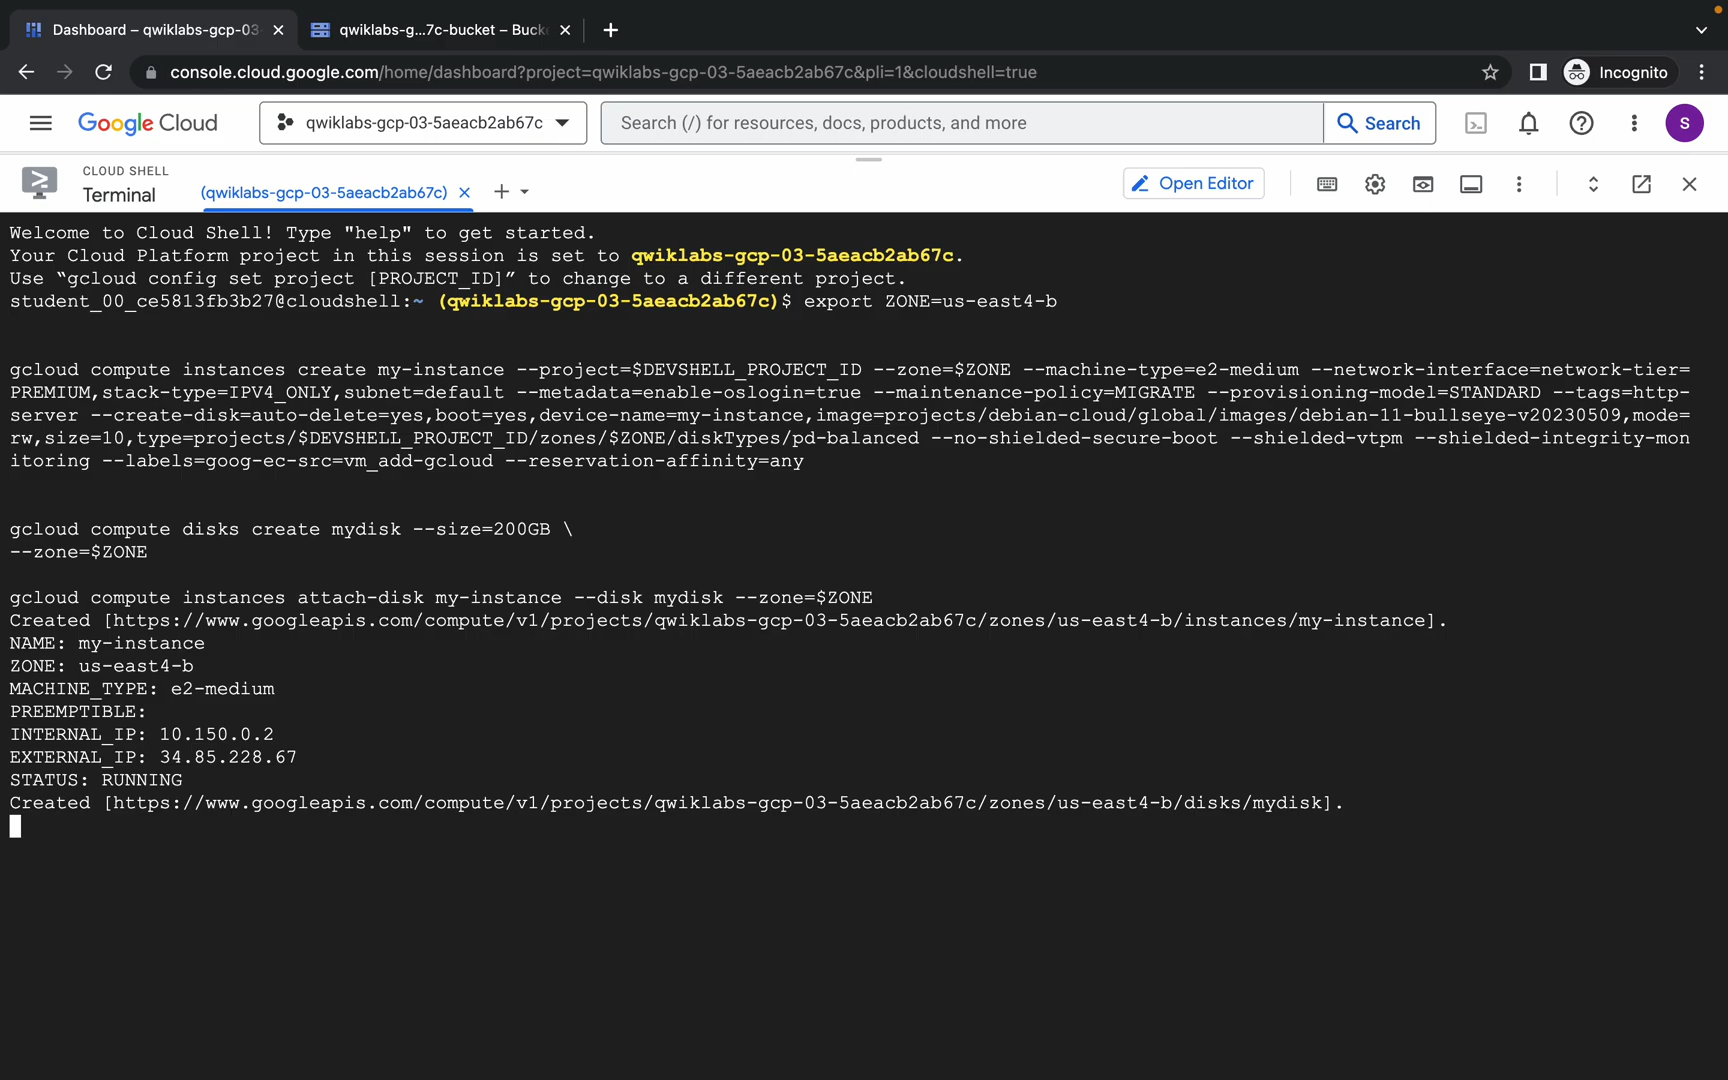 Dashboard – qwiklabs-gcp-03
qwiklabs-g...7c-bucket – Buck
console.cloud.google.com/home/dashboard?project=qwiklabs-gcp-03-5aeacb2ab67c&pli=1&cloudshell=true
Incognito
Google Cloud
qwiklabs-gcp-03-5aeacb2ab67c
Search (/) for resources, docs, products, and more
Search
S
CLOUD SHELL
Terminal
(qwiklabs-gcp-03-5aeacb2ab67c)
Open Editor
Welcome to Cloud Shell! Type "help" to get started.
Your Cloud Platform project in this session is set to qwiklabs-gcp-03-5aeacb2ab67c.
Use “gcloud config set project [PROJECT_ID]” to change to a different project.
student_00_ce5813fb3b27@cloudshell:~ (qwiklabs-gcp-03-5aeacb2ab67c)$ export ZONE=us-east4-b
gcloud compute instances create my-instance --project=$DEVSHELL_PROJECT_ID --zone=$ZONE --machine-type=e2-medium --network-interface=network-tier=
PREMIUM,stack-type=IPV4_ONLY,subnet=default --metadata=enable-oslogin=true --maintenance-policy=MIGRATE --provisioning-model=STANDARD --tags=http-
server --create-disk=auto-delete=yes,boot=yes,device-name=my-instance,image=projects/debian-cloud/global/images/debian-11-bullseye-v20230509,mode=
rw,size=10,type=projects/$DEVSHELL_PROJECT_ID/zones/$ZONE/diskTypes/pd-balanced --no-shielded-secure-boot --shielded-vtpm --shielded-integrity-mon
itoring --labels=goog-ec-src=vm_add-gcloud --reservation-affinity=any
gcloud compute disks create mydisk --size=200GB \
--zone=$ZONE
gcloud compute instances attach-disk my-instance --disk mydisk --zone=$ZONE
Created [https://www.googleapis.com/compute/v1/projects/qwiklabs-gcp-03-5aeacb2ab67c/zones/us-east4-b/instances/my-instance].
NAME: my-instance
ZONE: us-east4-b
MACHINE_TYPE: e2-medium
PREEMPTIBLE:
INTERNAL_IP: 10.150.0.2
EXTERNAL_IP: 34.85.228.67
STATUS: RUNNING
Created [https://www.googleapis.com/compute/v1/projects/qwiklabs-gcp-03-5aeacb2ab67c/zones/us-east4-b/disks/mydisk].